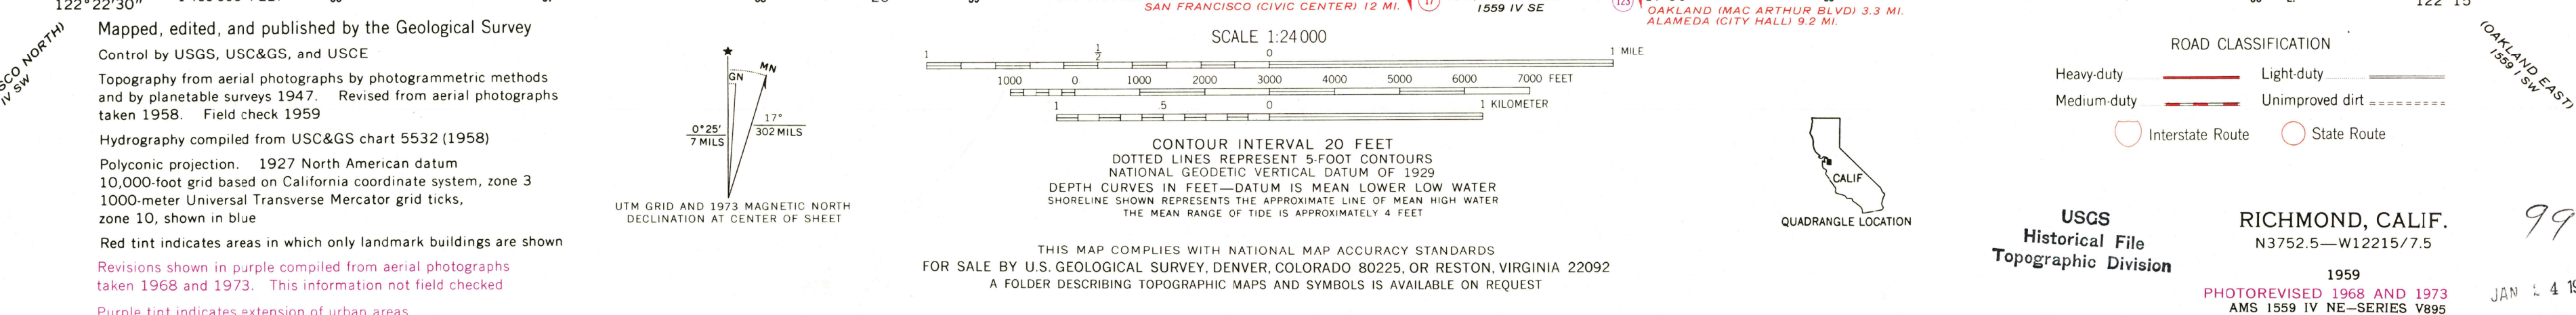 122°22'30"
SAN FRANCISCO (CIVIC CENTER) 12 MI.
17
1559 IV SE
123
OAKLAND (MAC ARTHUR BLVD) 3.3 MI.
ALAMEDA (CITY HALL) 9.2 MI.
122°15'
SCO NORTH)
IV SW
Mapped, edited, and published by the Geological Survey
Control by USGS, USC&GS, and USCE
Topography from aerial photographs by photogrammetric methods
and by planetable surveys 1947. Revised from aerial photographs
taken 1958. Field check 1959
Hydrography compiled from USC&GS chart 5532 (1958)
Polyconic projection. 1927 North American datum
10,000-foot grid based on California coordinate system, zone 3
1000-meter Universal Transverse Mercator grid ticks,
zone 10, shown in blue
Red tint indicates areas in which only landmark buildings are shown
Revisions shown in purple compiled from aerial photographs
taken 1968 and 1973. This information not field checked
Purple tint indicates extension of urban areas
★
MN
GN
0°25'
7 MILS
17°
302 MILS
UTM GRID AND 1973 MAGNETIC NORTH
DECLINATION AT CENTER OF SHEET
SCALE 1:24 000
1 ½ 0 1 MILE
1000 0 1000 2000 3000 4000 5000 6000 7000 FEET
1 .5 0 1 KILOMETER
CONTOUR INTERVAL 20 FEET
DOTTED LINES REPRESENT 5-FOOT CONTOURS
NATIONAL GEODETIC VERTICAL DATUM OF 1929
DEPTH CURVES IN FEET—DATUM IS MEAN LOWER LOW WATER
SHORELINE SHOWN REPRESENTS THE APPROXIMATE LINE OF MEAN HIGH WATER
THE MEAN RANGE OF TIDE IS APPROXIMATELY 4 FEET
THIS MAP COMPLIES WITH NATIONAL MAP ACCURACY STANDARDS
FOR SALE BY U.S. GEOLOGICAL SURVEY, DENVER, COLORADO 80225, OR RESTON, VIRGINIA 22092
A FOLDER DESCRIBING TOPOGRAPHIC MAPS AND SYMBOLS IS AVAILABLE ON REQUEST
CALIF
QUADRANGLE LOCATION
ROAD CLASSIFICATION
Heavy-duty Light-duty
Medium-duty Unimproved dirt
Interstate Route State Route
(OAKLAND EAST)
1559 I SW
USGS
Historical File
Topographic Division
RICHMOND, CALIF.
N3752.5—W12215/7.5
1959
PHOTOREVISED 1968 AND 1973
AMS 1559 IV NE—SERIES V895
99
JAN 4 19